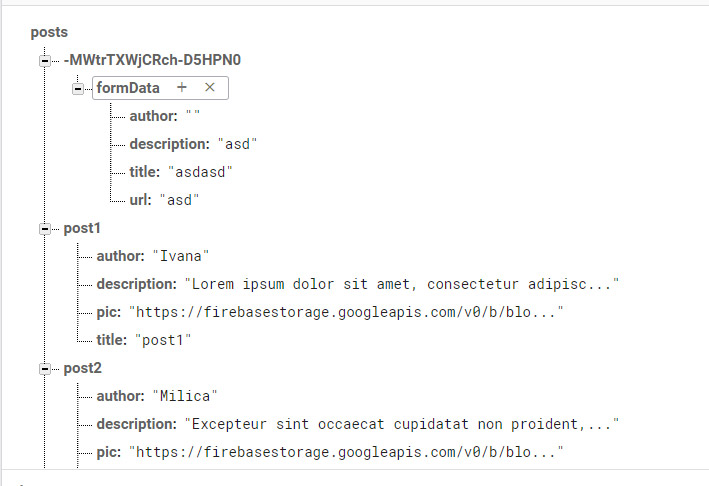 posts
-MWtrTXWjCRch-D5HPN0
formData + ×
author: ""
description: "asd"
title: "asdasd"
url: "asd"
post1
author: "Ivana"
description: "Lorem ipsum dolor sit amet, consectetur adipisc..."
pic: "https://firebasestorage.googleapis.com/v0/b/blo..."
title: "post1"
post2
author: "Milica"
description: "Excepteur sint occaecat cupidatat non proident,..."
pic: "https://firebasestorage.googleapis.com/v0/b/blo..."